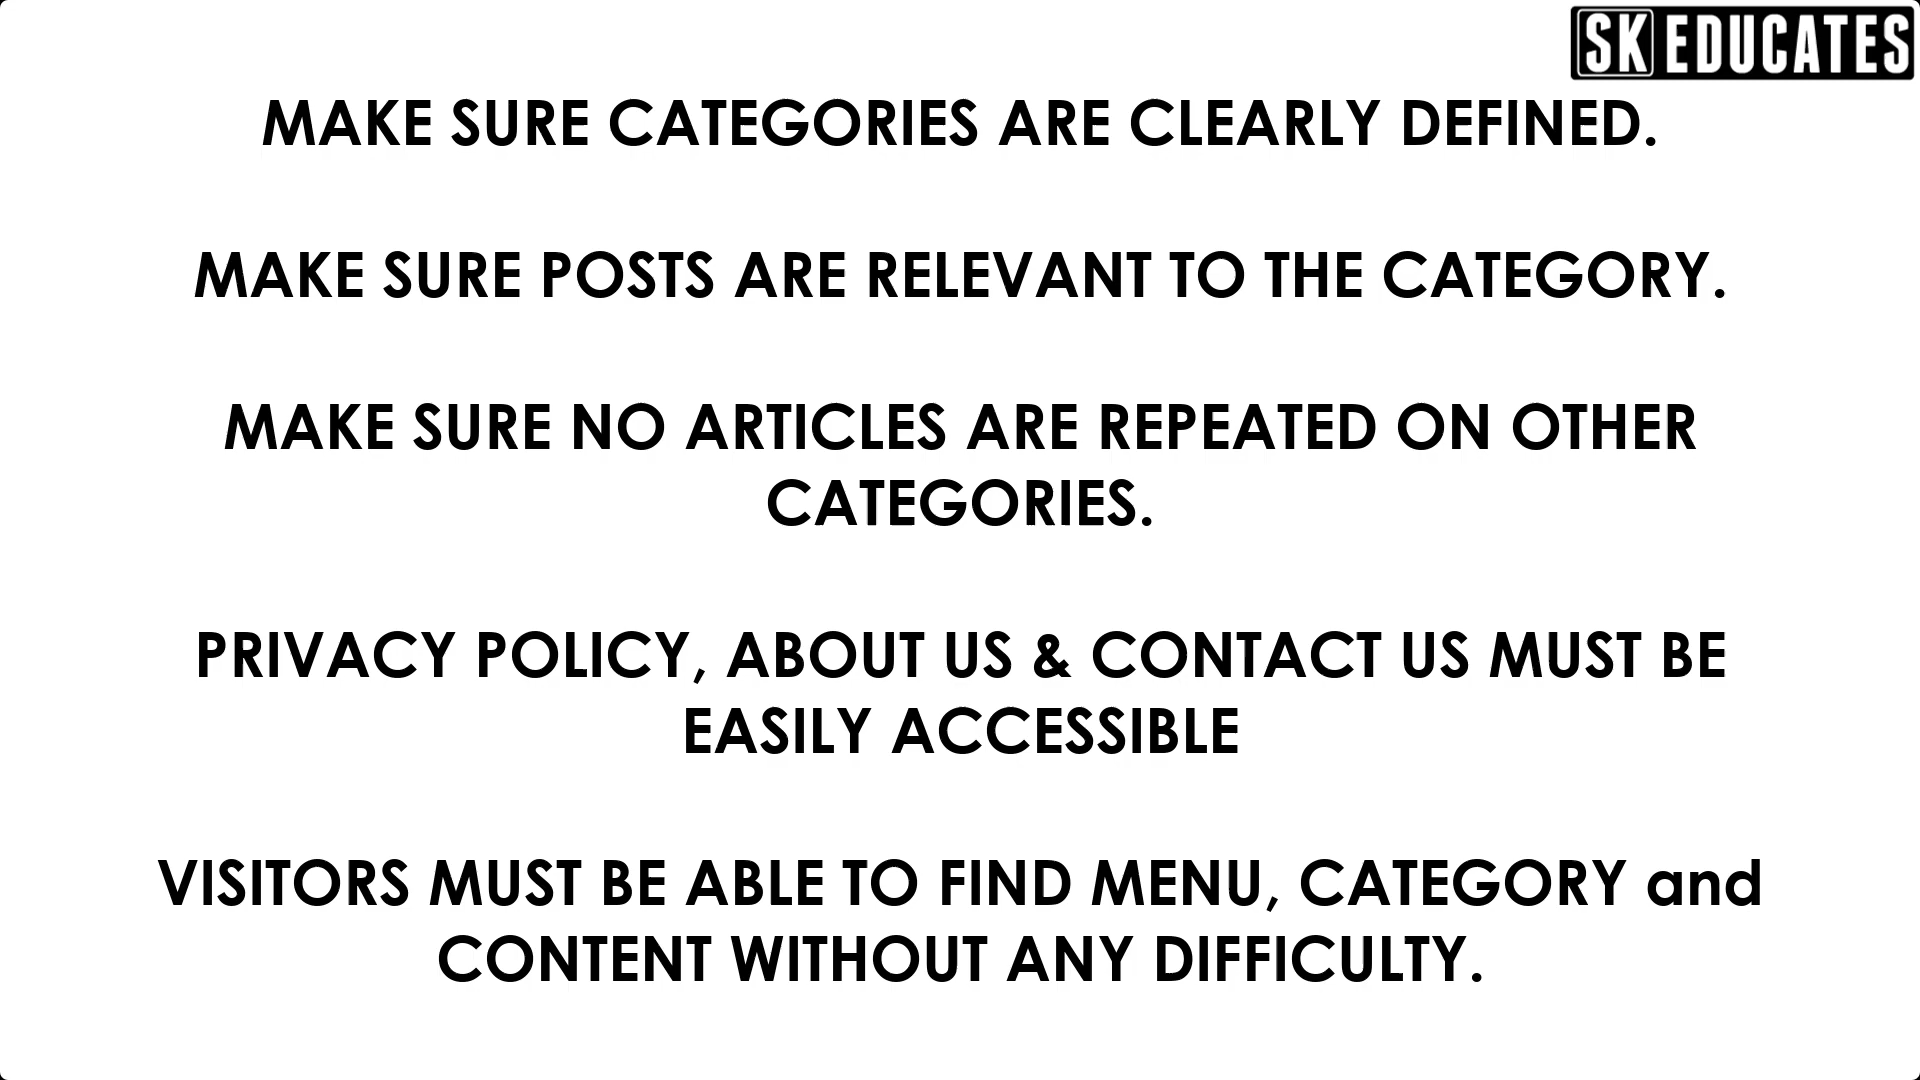 SK EDUCATES
MAKE SURE CATEGORIES ARE CLEARLY DEFINED.
MAKE SURE POSTS ARE RELEVANT TO THE CATEGORY.
MAKE SURE NO ARTICLES ARE REPEATED ON OTHER
CATEGORIES.
PRIVACY POLICY, ABOUT US & CONTACT US MUST BE
EASILY ACCESSIBLE
VISITORS MUST BE ABLE TO FIND MENU, CATEGORY and
CONTENT WITHOUT ANY DIFFICULTY.